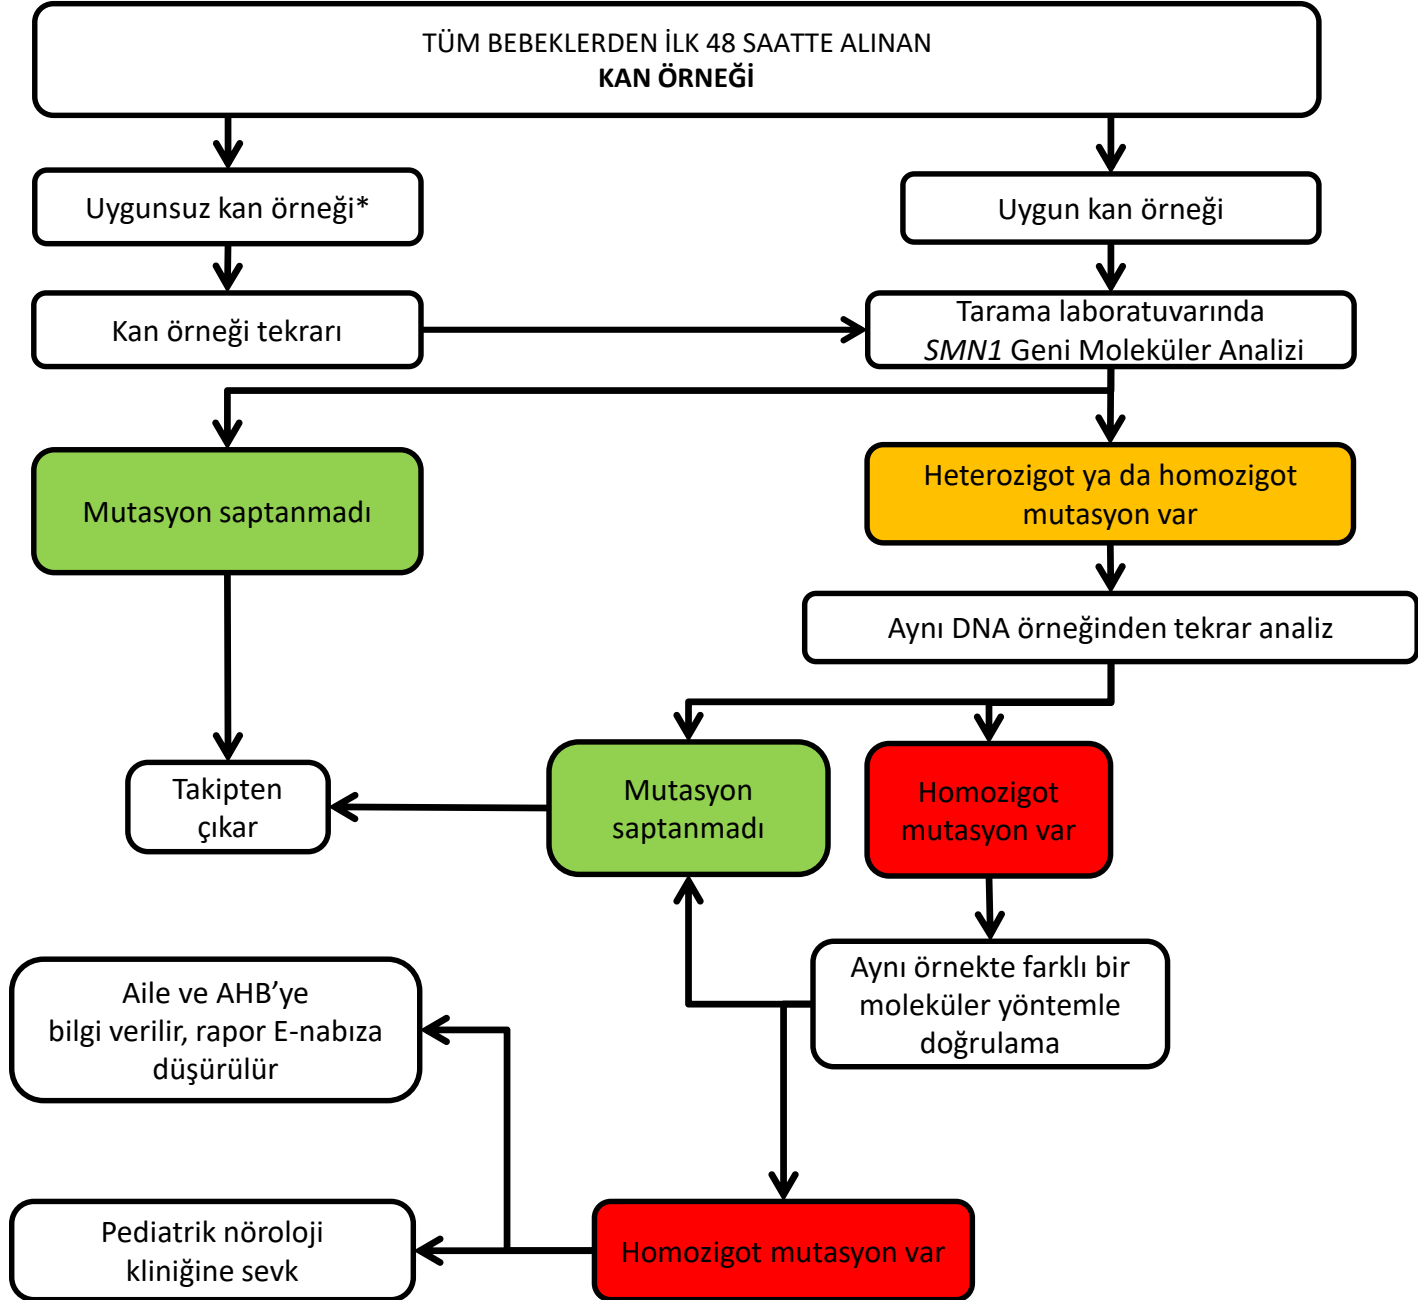 TÜM BEBEKLERDEN İLK 48 SAATTE ALINAN
KAN ÖRNEĞİ
Uygunsuz kan örneği*
Uygun kan örneği
Kan örneği tekrarı
Tarama laboratuvarında
SMN1 Geni Moleküler Analizi
Mutasyon saptanmadı
Heterozigot ya da homozigot
mutasyon var
Aynı DNA örneğinden tekrar analiz
Takipten
çıkar
Mutasyon
saptanmadı
Homozigot
mutasyon var
Aynı örnekte farklı bir
moleküler yöntemle
doğrulama
Aile ve AHB’ye
bilgi verilir, rapor E-nabıza
düşürülür
Pediatrik nöroloji
kliniğine sevk
Homozigot mutasyon var